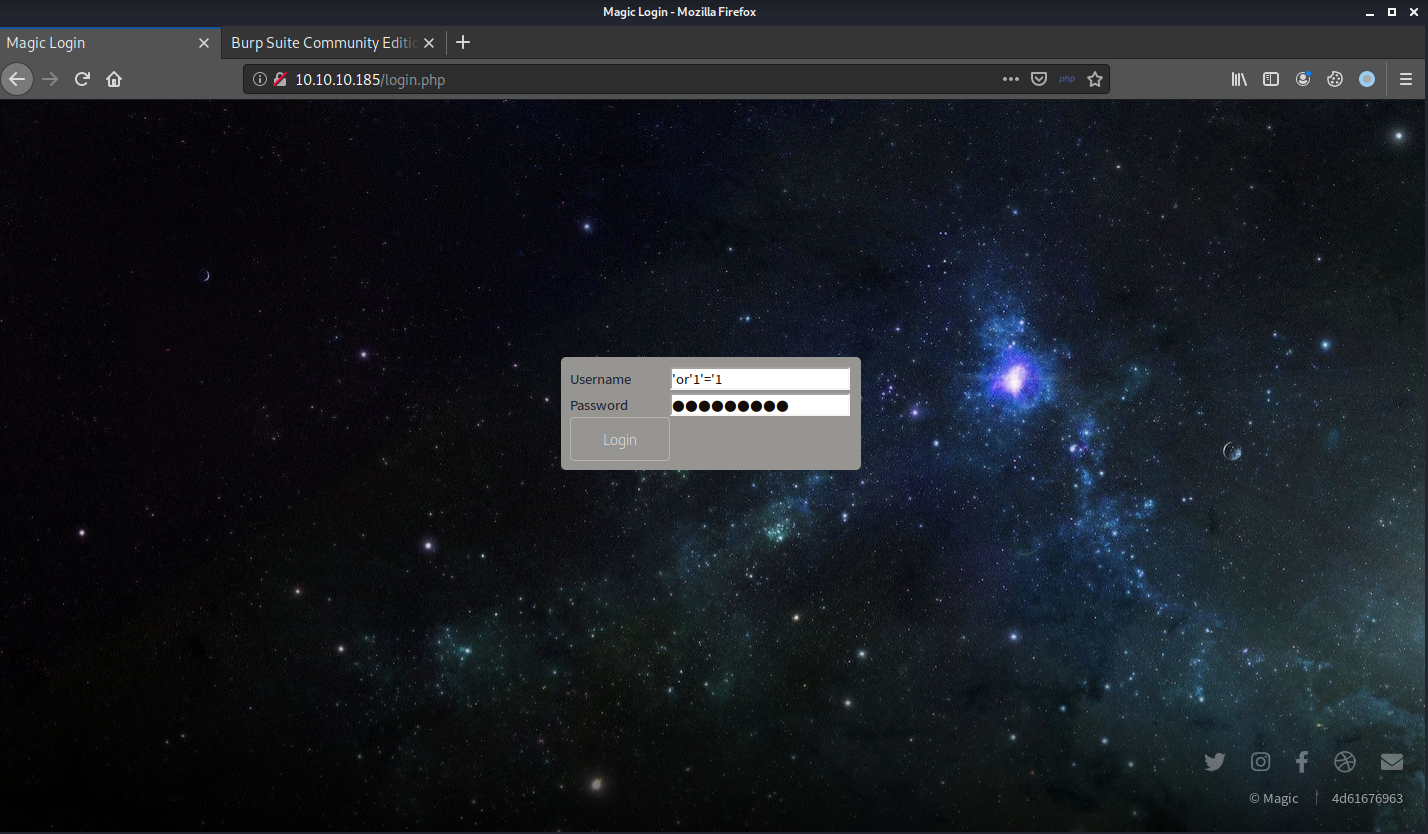 Magic Login - Mozilla Firefox
Magic Login
Burp Suite Community Editi
10.10.10.185/login.php
php
Username 'or'1'='1
Password ●●●●●●●●●
Login
© Magic | 4d61676963